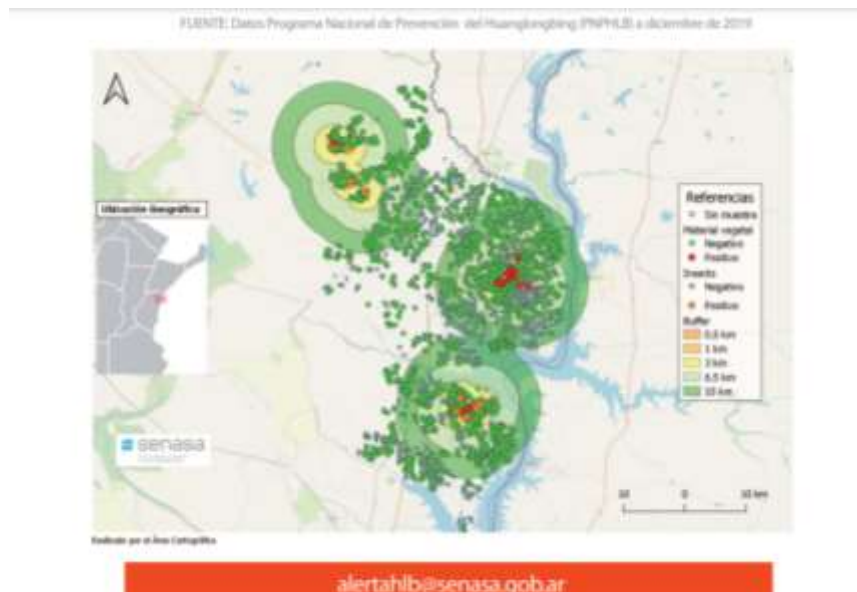 FUENTE: Datos Programa Nacional de Prevención del Huanglongbing (PNPHLB) a diciembre de 2019
Ubicación Geográfica
Referencias
Sin muestra
Material vegetal
Negativo
Positivo
Insecto
Negativo
Positivo
Buffer
0.5 km
1 km
3 km
6.5 km
10 km
senasa
10 0 10 km
Realizado por el Área Cartográfica
alertahlb@senasa.gob.ar